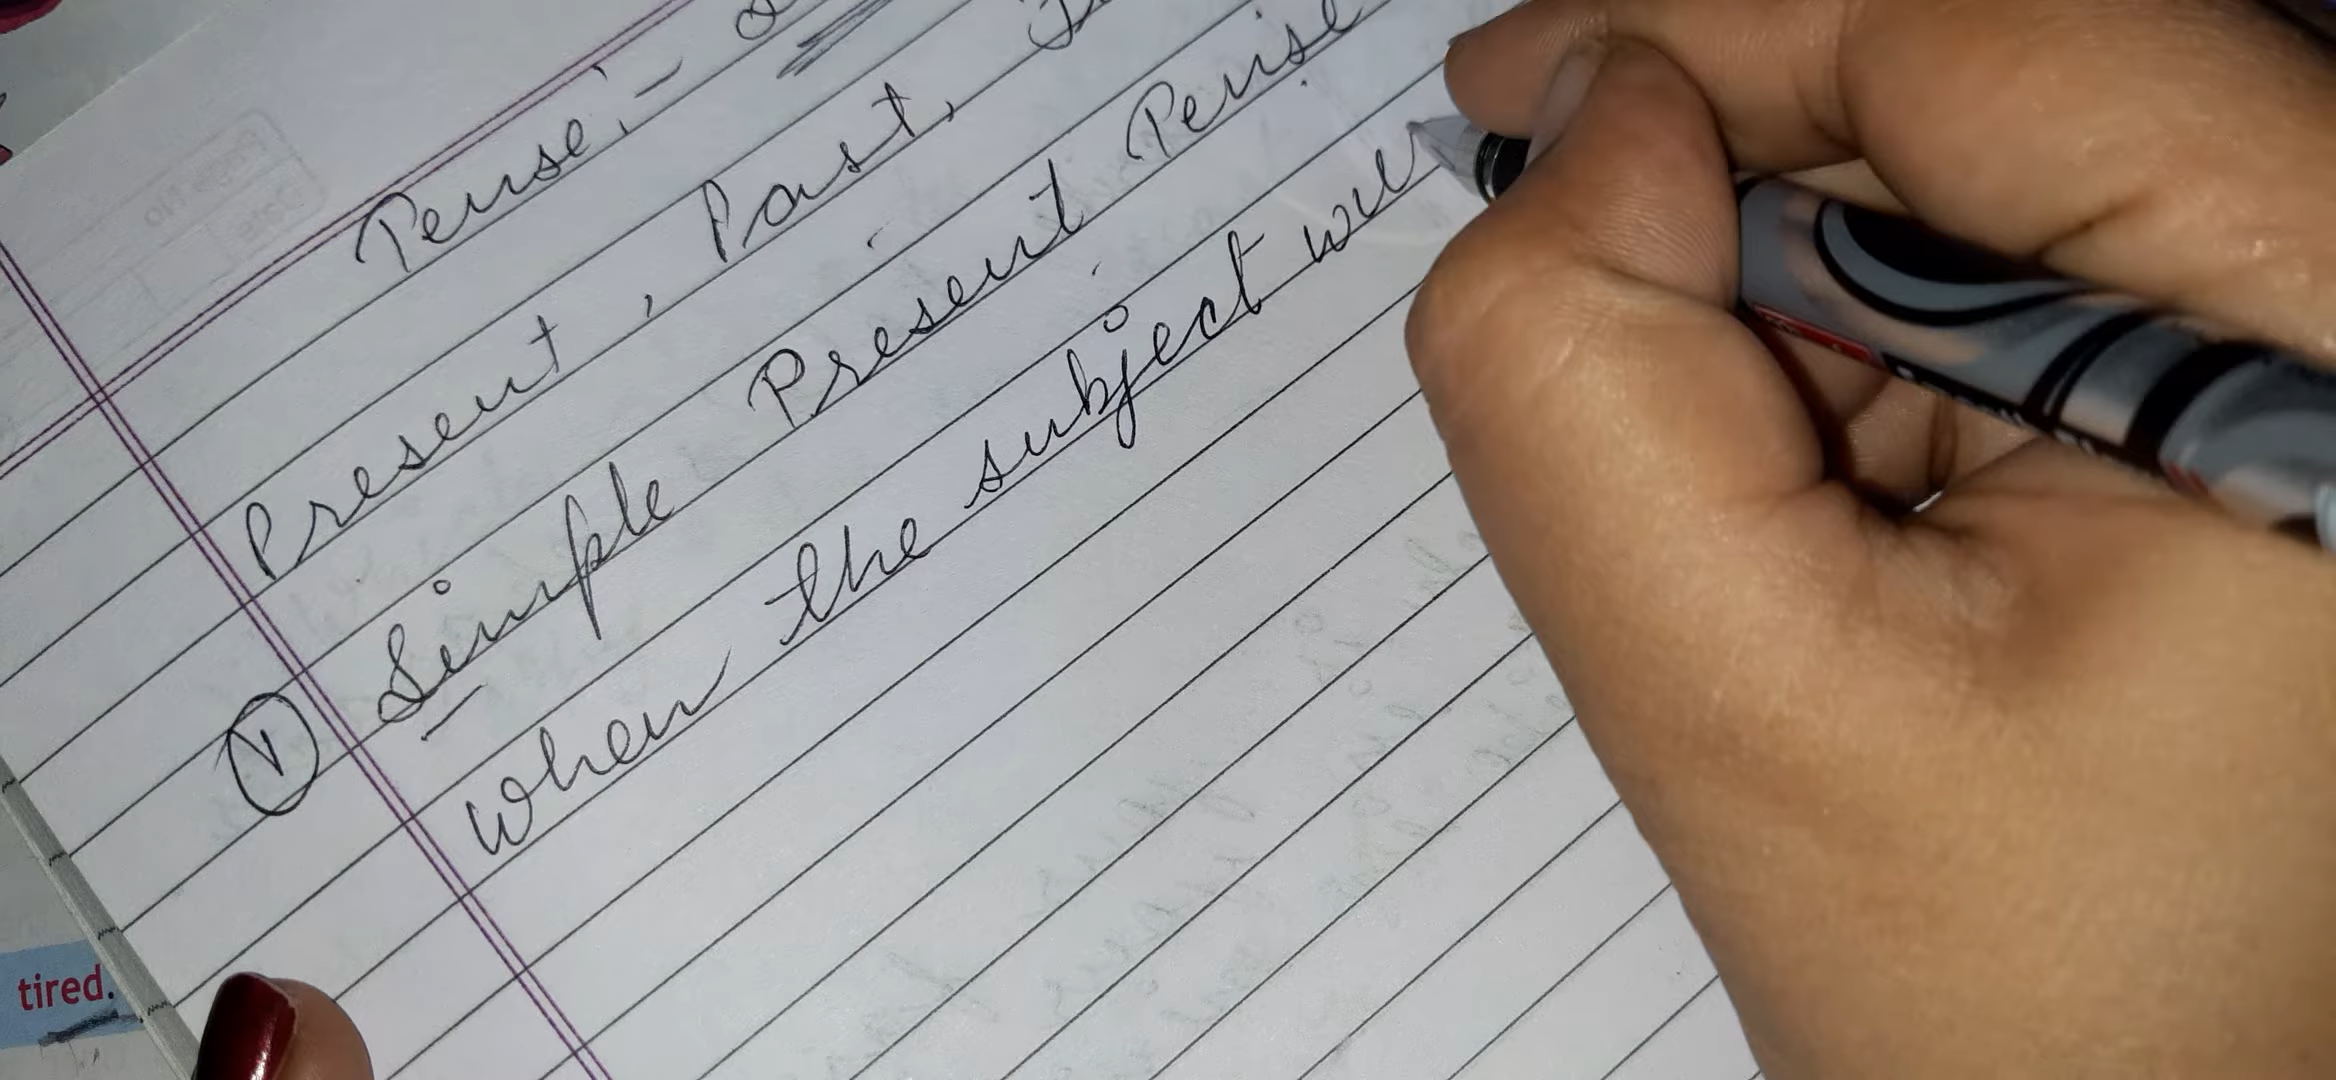 Tense :-
Present , Past,
① Simple Present Tense
when the subject
tired.